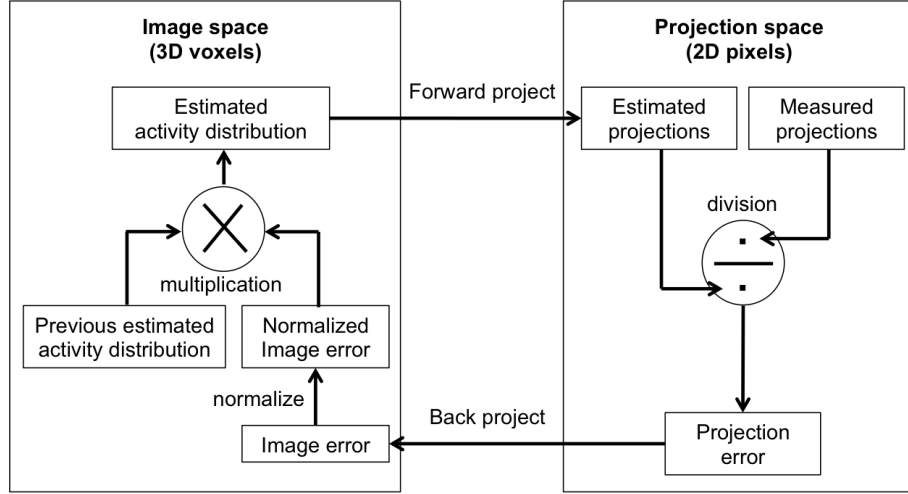 Image space
(3D voxels)
Projection space
(2D pixels)
Estimated
activity distribution
Forward project
Estimated
projections
Measured
projections
division
multiplication
Previous estimated
activity distribution
Normalized
Image error
normalize
Back project
Image error
Projection
error